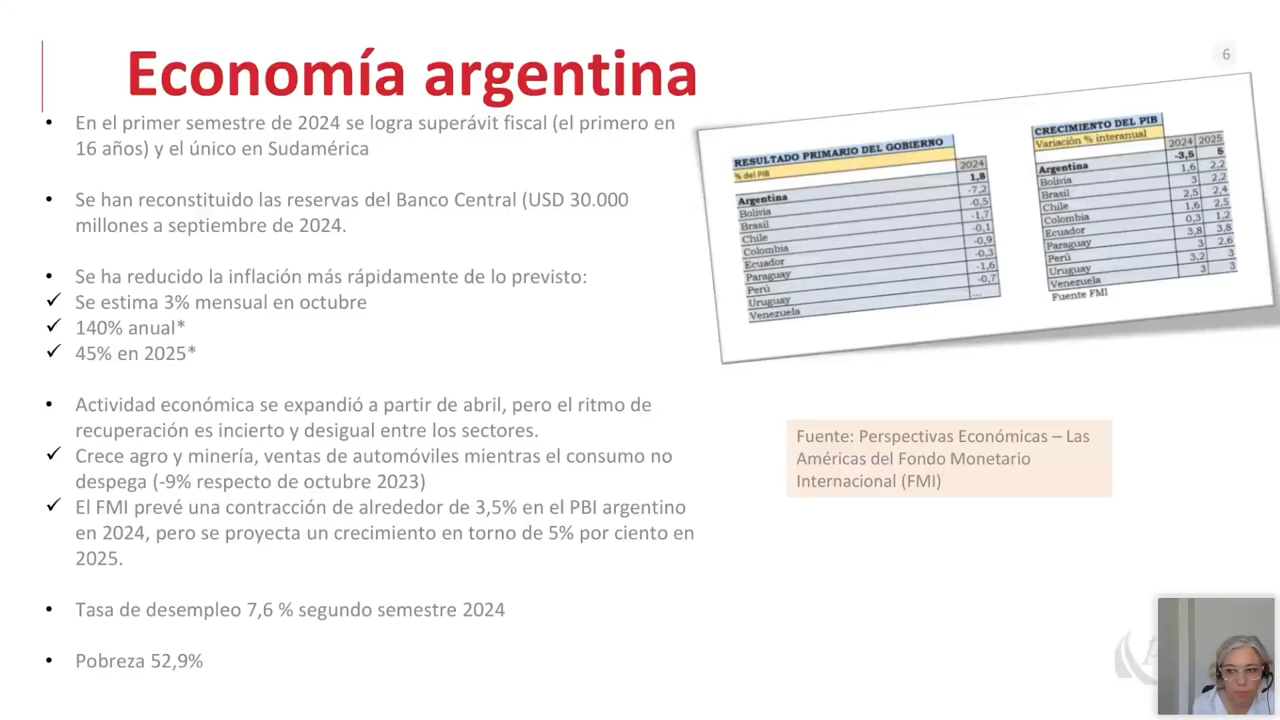 6
Economía argentina
En el primer semestre de 2024 se logra superávit fiscal (el primero en
16 años) y el único en Sudamérica
Se han reconstituido las reservas del Banco Central (USD 30.000
millones a septiembre de 2024.
Se ha reducido la inflación más rápidamente de lo previsto:
Se estima 3% mensual en octubre
140% anual*
45% en 2025*
Actividad económica se expandió a partir de abril, pero el ritmo de
recuperación es incierto y desigual entre los sectores.
Crece agro y minería, ventas de automóviles mientras el consumo no
despega (-9% respecto de octubre 2023)
El FMI prevé una contracción de alrededor de 3,5% en el PBI argentino
en 2024, pero se proyecta un crecimiento en torno de 5% por ciento en
2025.
Tasa de desempleo 7,6 % segundo semestre 2024
Pobreza 52,9%
RESULTADO PRIMARIO DEL GOBIERNO
% del PIB
2024
Argentina 1,8
Bolivia -7,2
Brasil -0,5
Chile -1,7
Colombia -0,1
Ecuador -0,9
Paraguay -0,3
Perú -1,6
Uruguay -0,7
Venezuela ...
CRECIMIENTO DEL PIB
Variación % interanual
2024 2025
Argentina -3,5 5
Bolivia 1,6 2,2
Brasil 3 2,2
Chile 2,5 2,4
Colombia 1,6 2,5
Ecuador 0,3 1,2
Paraguay 3,8 3,8
Perú 3 2,6
Uruguay 3,2 3
Venezuela 3 3
Fuente FMI
Fuente: Perspectivas Económicas – Las
Américas del Fondo Monetario
Internacional (FMI)